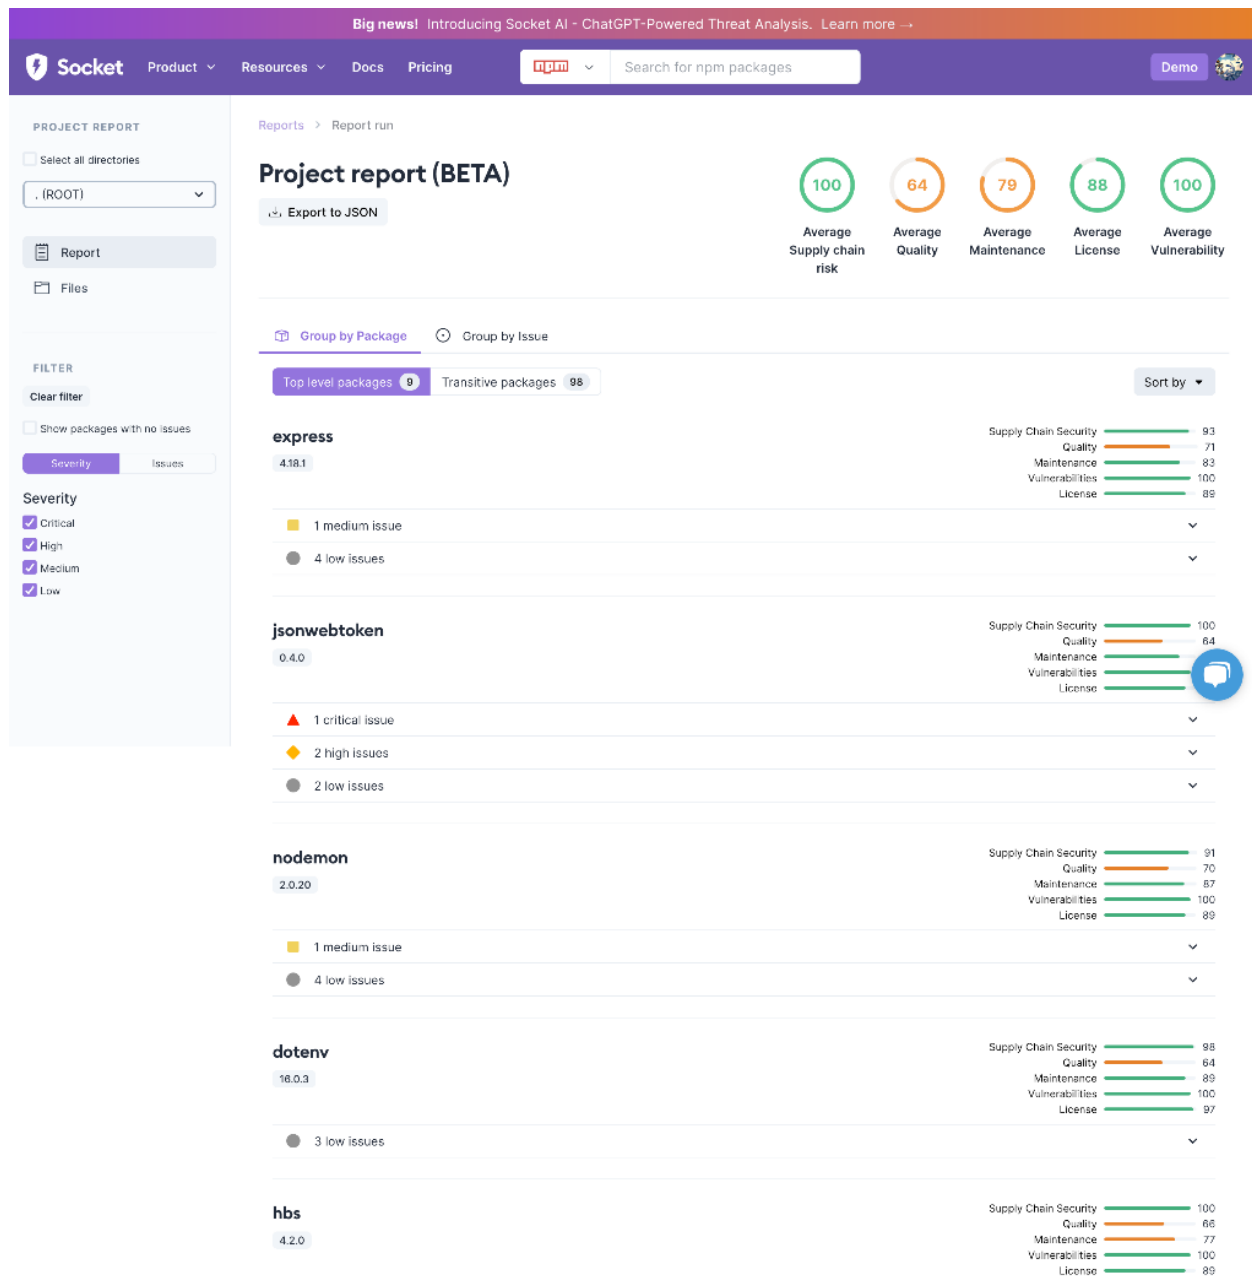 Big news! Introducing Socket AI - ChatGPT-Powered Threat Analysis. Learn more →
Socket Product Resources Docs Pricing npm Search for npm packages Demo
PROJECT REPORT
Select all directories
. (ROOT)
Report
Files
FILTER
Clear filter
Show packages with no issues
Severity Issues
Severity
Critical
High
Medium
Low
Reports > Report run
Project report (BETA)
Export to JSON
100 64 79 88 100
Average Supply chain risk
Average Quality
Average Maintenance
Average License
Average Vulnerability
Group by Package Group by Issue
Top level packages 9 Transitive packages 98 Sort by
express
4.18.1
Supply Chain Security 93
Quality 71
Maintenance 83
Vulnerabilities 100
License 89
1 medium issue
4 low issues
jsonwebtoken
0.4.0
Supply Chain Security 100
Quality 64
Maintenance
Vulnerabilities
License
1 critical issue
2 high issues
2 low issues
nodemon
2.0.20
Supply Chain Security 91
Quality 70
Maintenance 87
Vulnerabilities 100
License 89
1 medium issue
4 low issues
dotenv
16.0.3
Supply Chain Security 98
Quality 64
Maintenance 89
Vulnerabilities 100
License 97
3 low issues
hbs
4.2.0
Supply Chain Security 100
Quality 66
Maintenance 77
Vulnerabilities 100
License 89